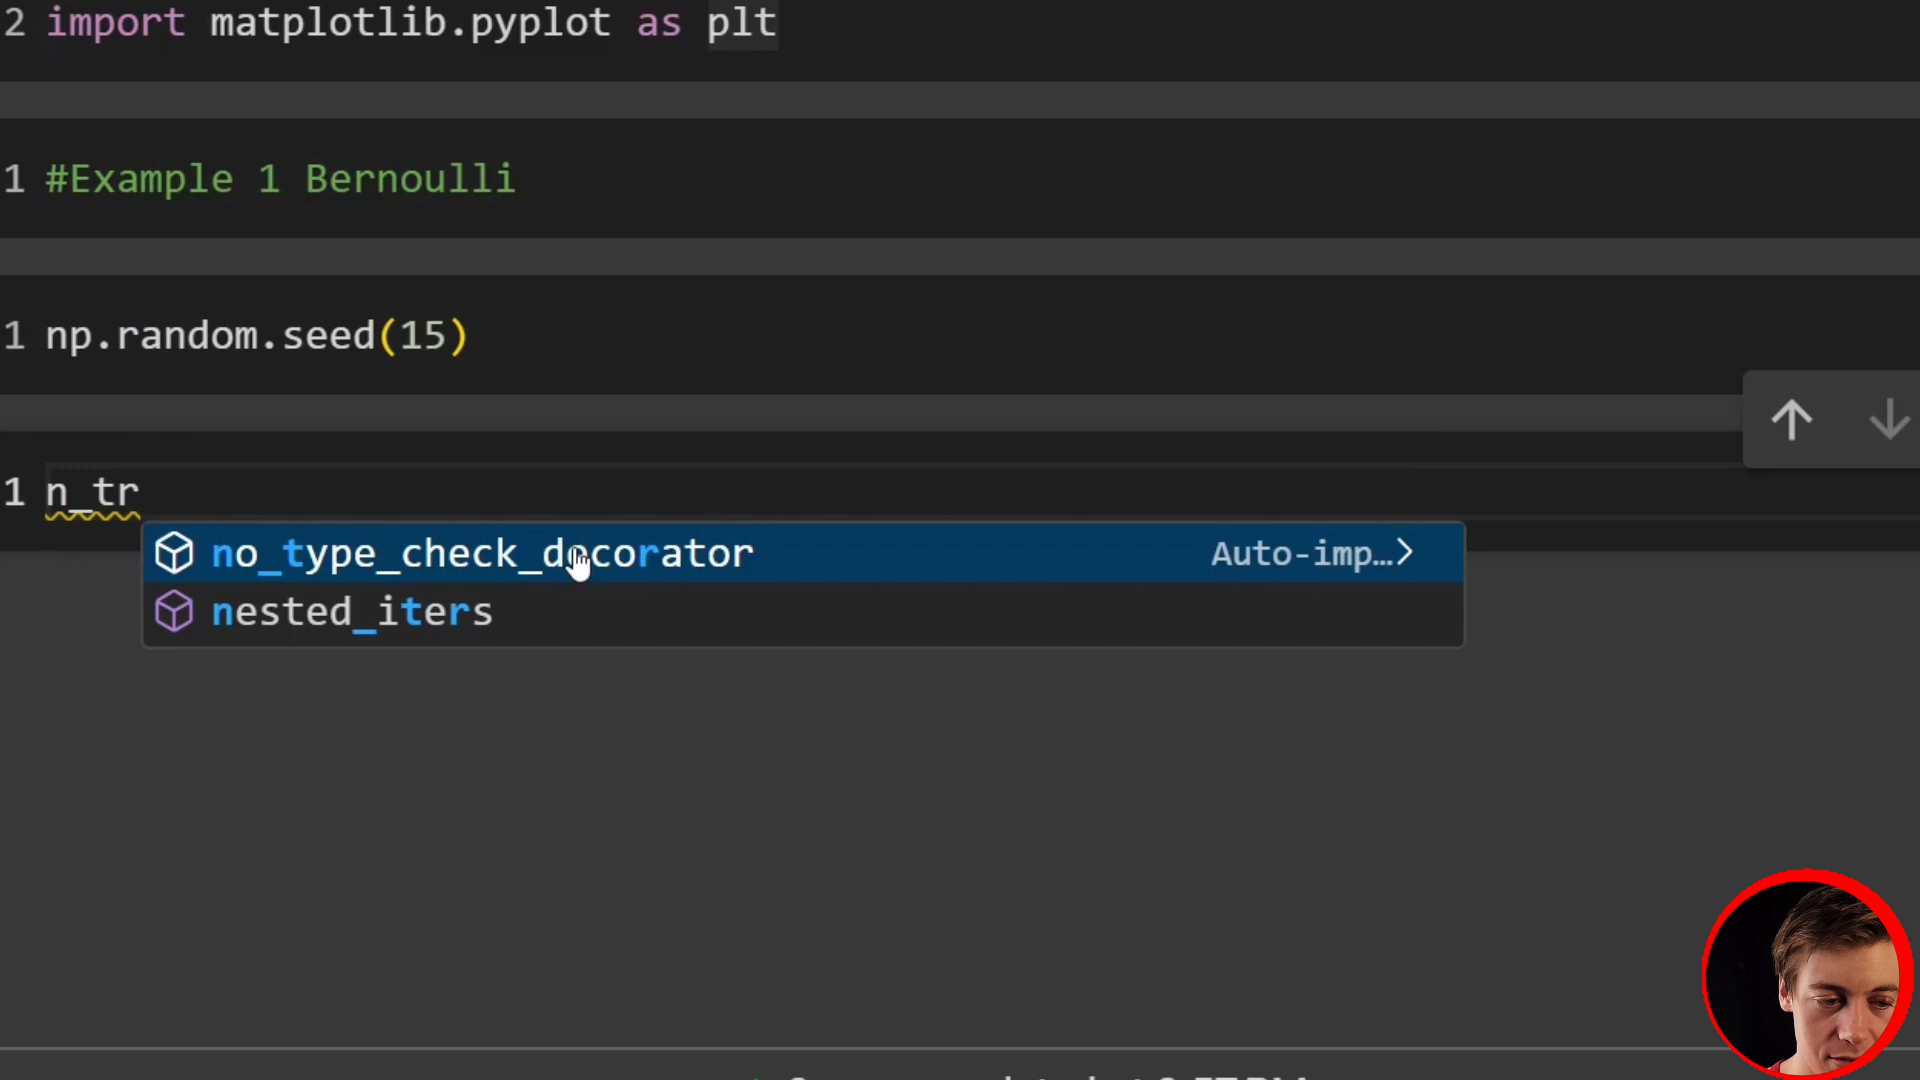 2 import matplotlib.pyplot as plt
1 #Example 1 Bernoulli
1 np.random.seed(15)
1 n_tr
no_type_check_decorator Auto-imp...
nested_iters